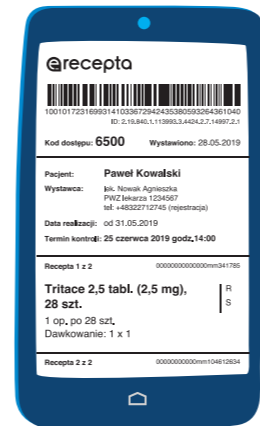 erecepta
10010172316993141033672942435380593264361040
ID: 2.19.840.1.113993.3.4424.2.7.14997.2.1
Kod dostępu: 6500 Wystawiono: 28.05.2019
Pacjent: Paweł Kowalski
Wystawca: lek. Nowak Agnieszka
PWZ lekarza 1234567
tel: +48322712745 (rejestracja)
Data realizacji: od 31.05.2019
Termin kontroli: 25 czerwca 2019 godz. 14:00
Recepta 1 z 2 00000000000000mm341785
Tritace 2,5 tabl. (2,5 mg), R
28 szt. S
1 op. po 28 szt.
Dawkowanie: 1 x 1
Recepta 2 z 2 00000000000mm104612634